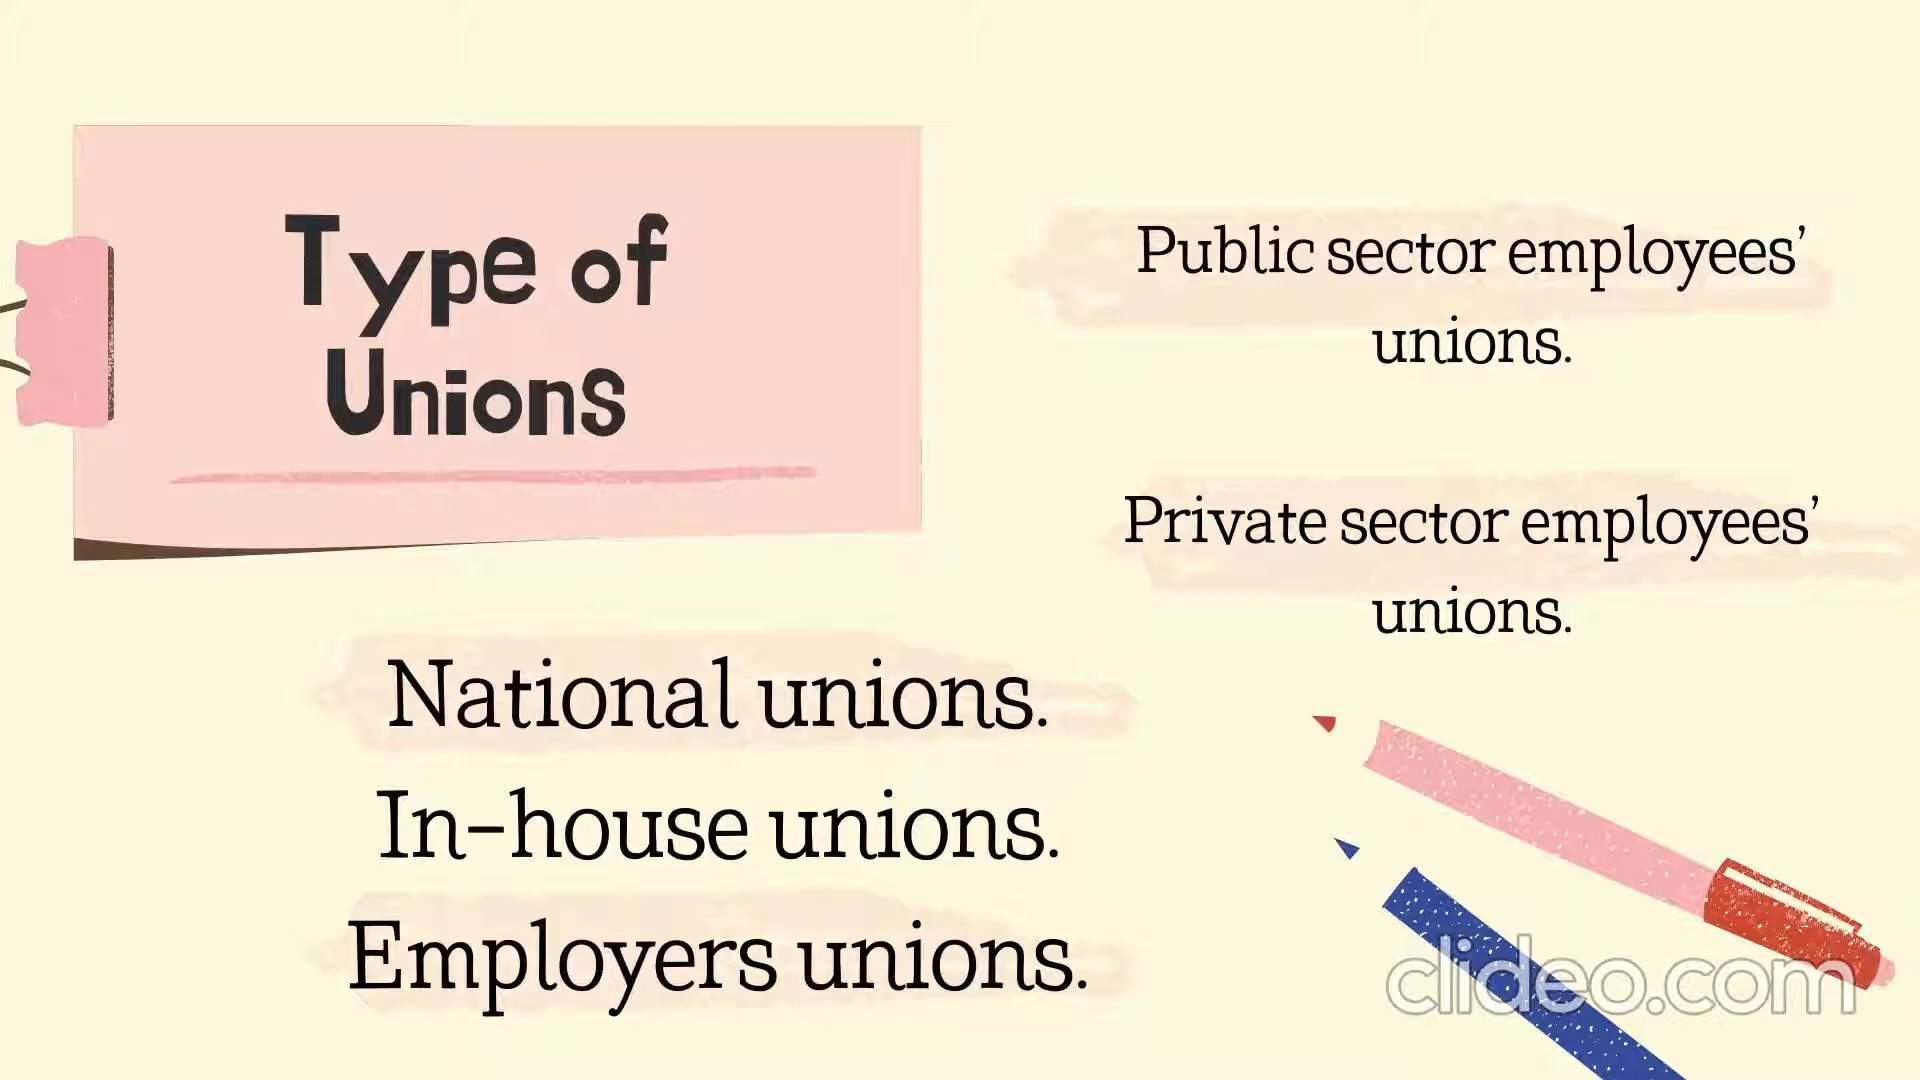 Type of
Unions
Public sector employees’
unions.
Private sector employees’
unions.
National unions.
In-house unions.
Employers unions.
clideo.com